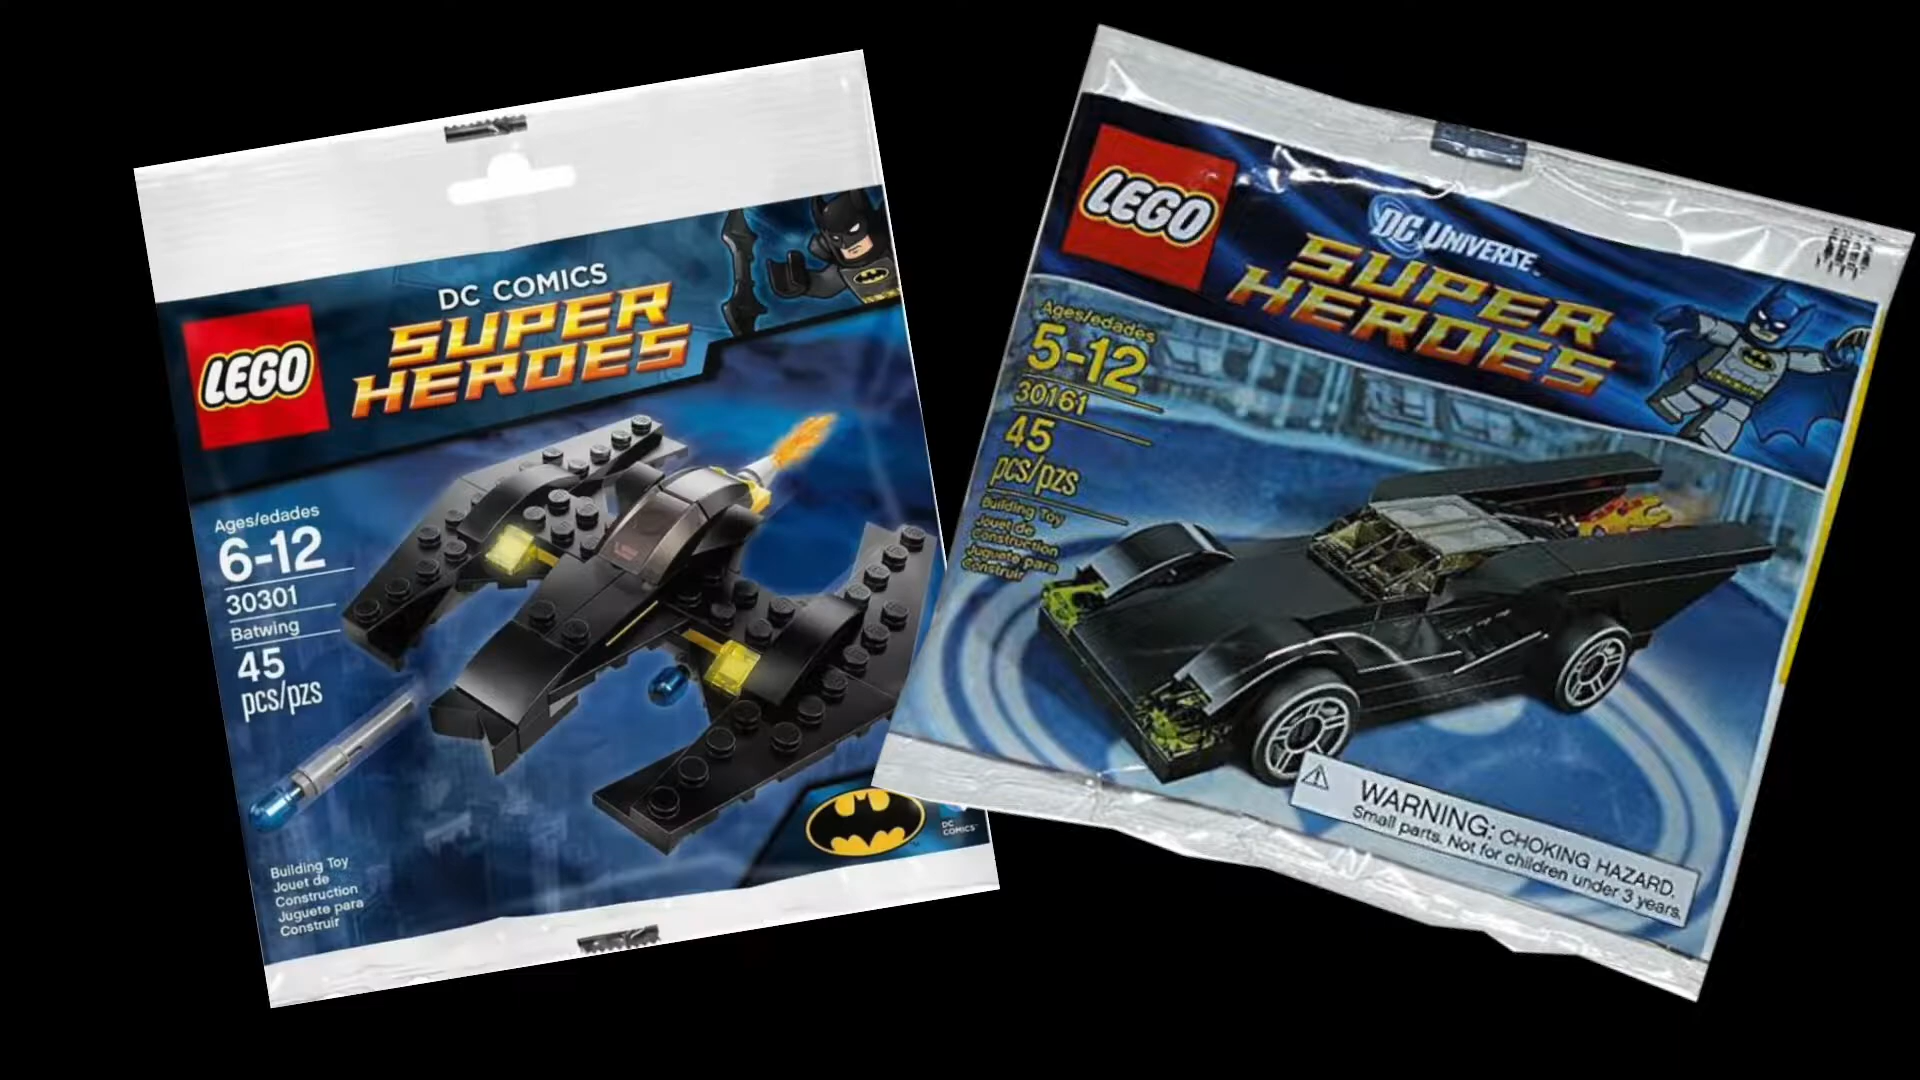 LEGO
DC COMICS
SUPER
HEROES
Ages/edades
6-12
30301
Batwing
45
pcs/pzs
Building Toy
Jouet de
Construction
Juguete para
Construir
DC
COMICS™
LEGO
DC UNIVERSE™
SUPER
HEROES
Ages/edades
5-12
30161
45
pcs/pzs
Building Toy
Jouet de
construction
Juguete para
Construir
WARNING: CHOKING HAZARD.
Small parts. Not for children under 3 years.